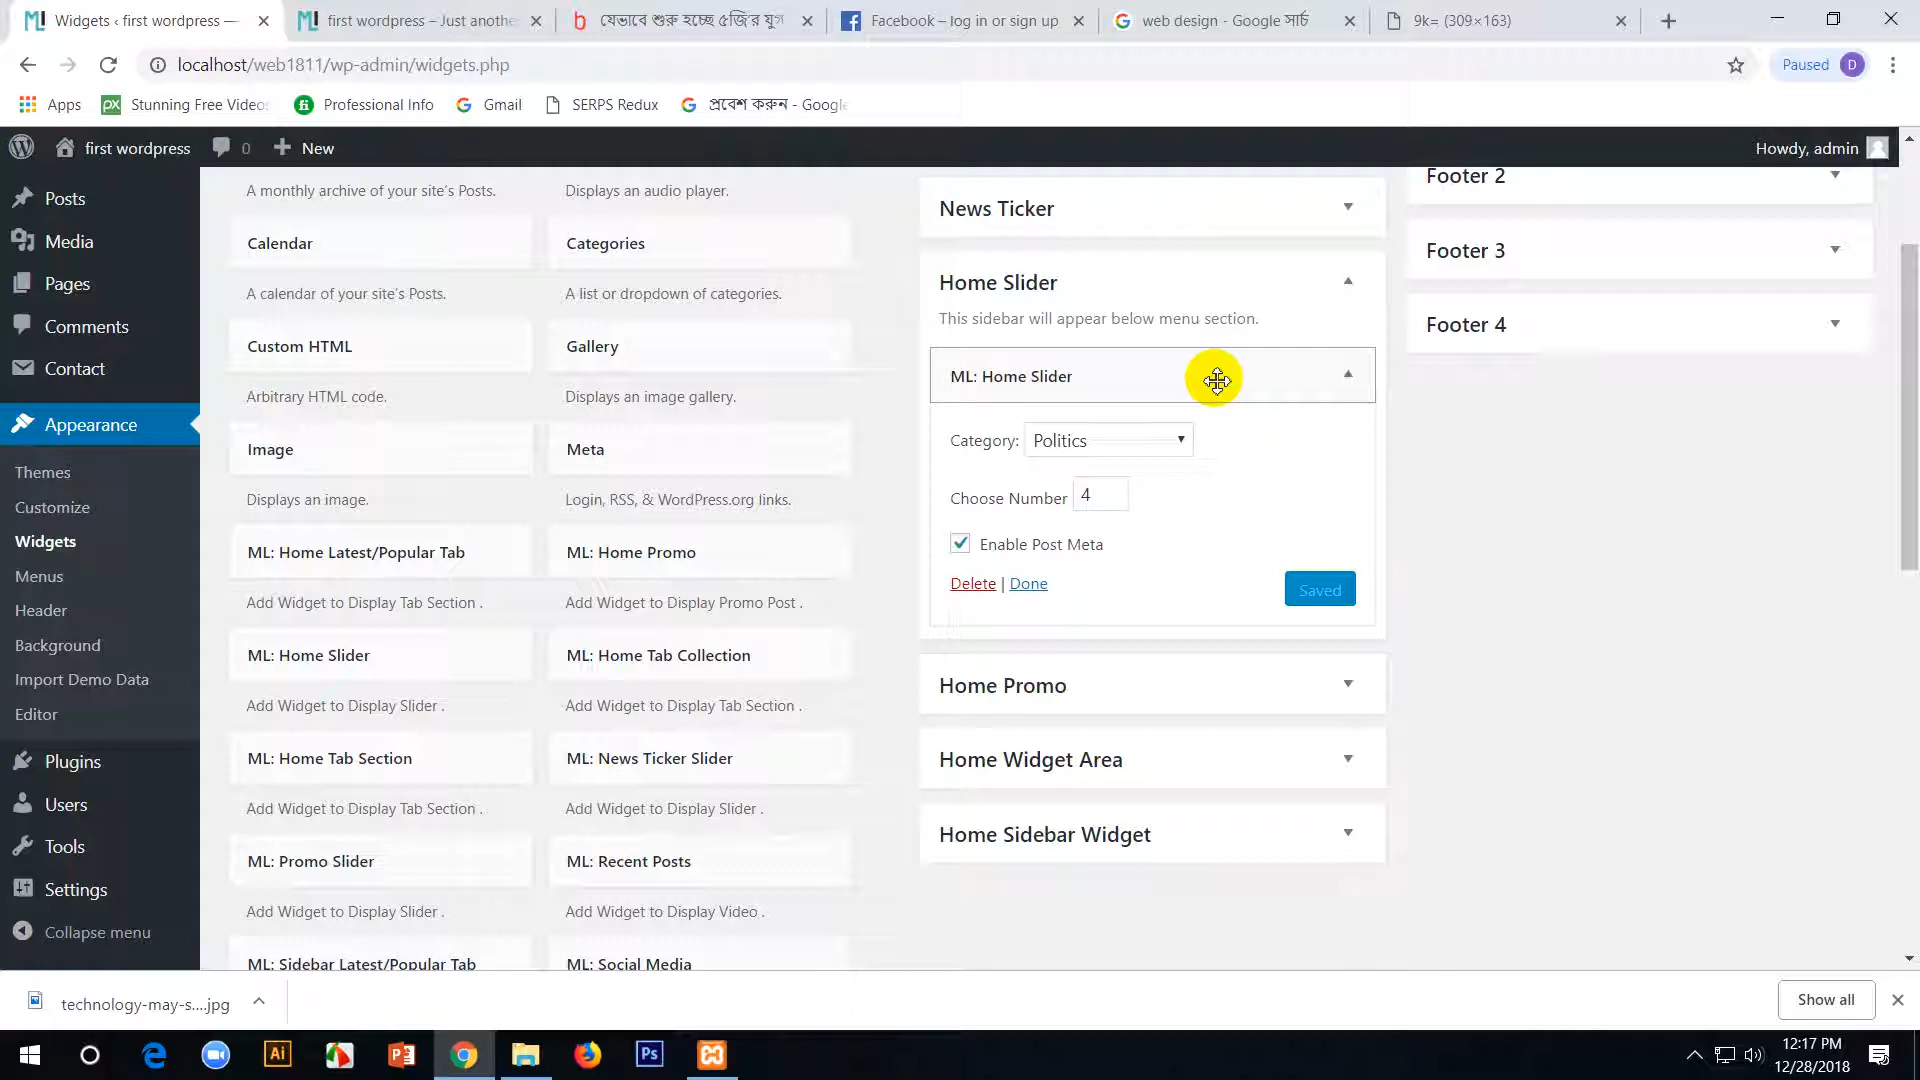 Widgets ‹ first wordpress —
first wordpress – Just anothe
যেভাবে শুরু হচ্ছে ৫জি'র যুগ
Facebook – log in or sign up
web design - Google সার্চ
9k= (309×163)
localhost/web1811/wp-admin/widgets.php
Paused D
Apps
Stunning Free Videos
Professional Info
Gmail
SERPS Redux
প্রবেশ করুন - Google
first wordpress
0
New
Howdy, admin
Posts
Media
Pages
Comments
Contact
Appearance
Themes
Customize
Widgets
Menus
Header
Background
Import Demo Data
Editor
Plugins
Users
Tools
Settings
Collapse menu
A monthly archive of your site's Posts.
Displays an audio player.
Calendar
Categories
A calendar of your site's Posts.
A list or dropdown of categories.
Custom HTML
Gallery
Arbitrary HTML code.
Displays an image gallery.
Image
Meta
Displays an image.
Login, RSS, & WordPress.org links.
ML: Home Latest/Popular Tab
ML: Home Promo
Add Widget to Display Tab Section .
Add Widget to Display Promo Post .
ML: Home Slider
ML: Home Tab Collection
Add Widget to Display Slider .
Add Widget to Display Tab Section .
ML: Home Tab Section
ML: News Ticker Slider
Add Widget to Display Tab Section .
Add Widget to Display Slider .
ML: Promo Slider
ML: Recent Posts
Add Widget to Display Slider .
Add Widget to Display Video .
ML: Sidebar Latest/Popular Tab
ML: Social Media
News Ticker
Home Slider
This sidebar will appear below menu section.
ML: Home Slider
Category: Politics
Choose Number 4
Enable Post Meta
Delete | Done
Saved
Home Promo
Home Widget Area
Home Sidebar Widget
Footer 2
Footer 3
Footer 4
technology-may-s....jpg
Show all
Ai
Ps
12:17 PM
12/28/2018